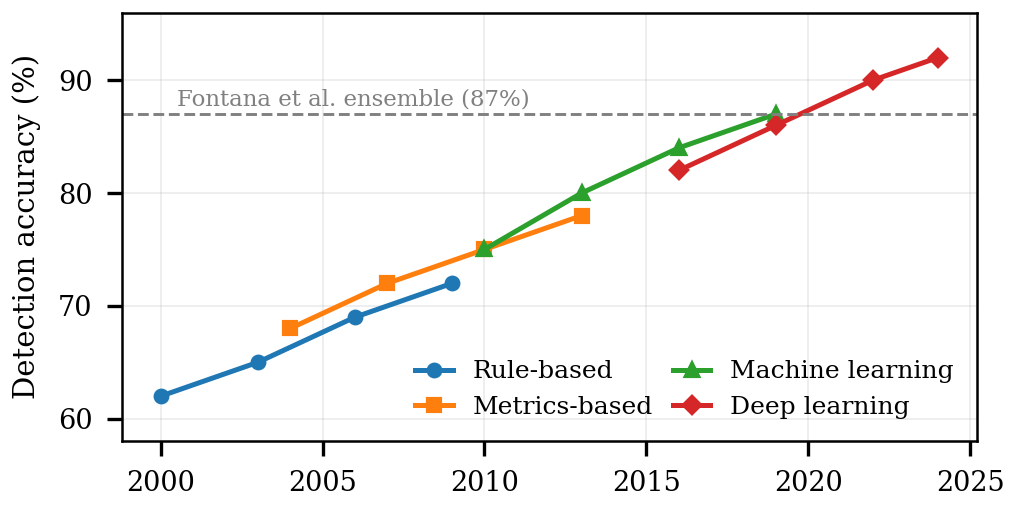 Detection accuracy (%)
90
80
70
60
Fontana et al. ensemble (87%)
Rule-based
Metrics-based
Machine learning
Deep learning
2000 2005 2010 2015 2020 2025